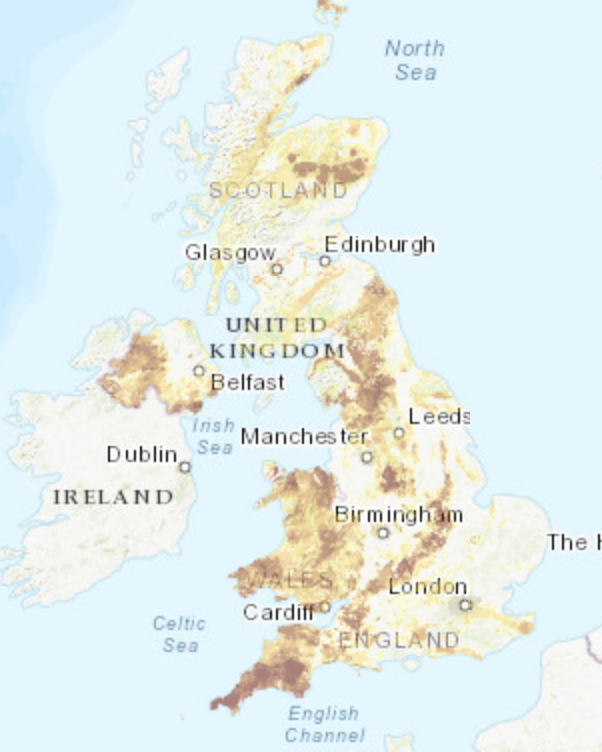 North
Sea
SCOTLAND
Edinburgh
Glasgow
UNITED
KINGDOM
Belfast
Irish
Sea
Leeds
Manchester
Dublin
IRELAND
Birmingham
The H
WALES
London
Cardiff
Celtic
Sea
ENGLAND
English
Channel